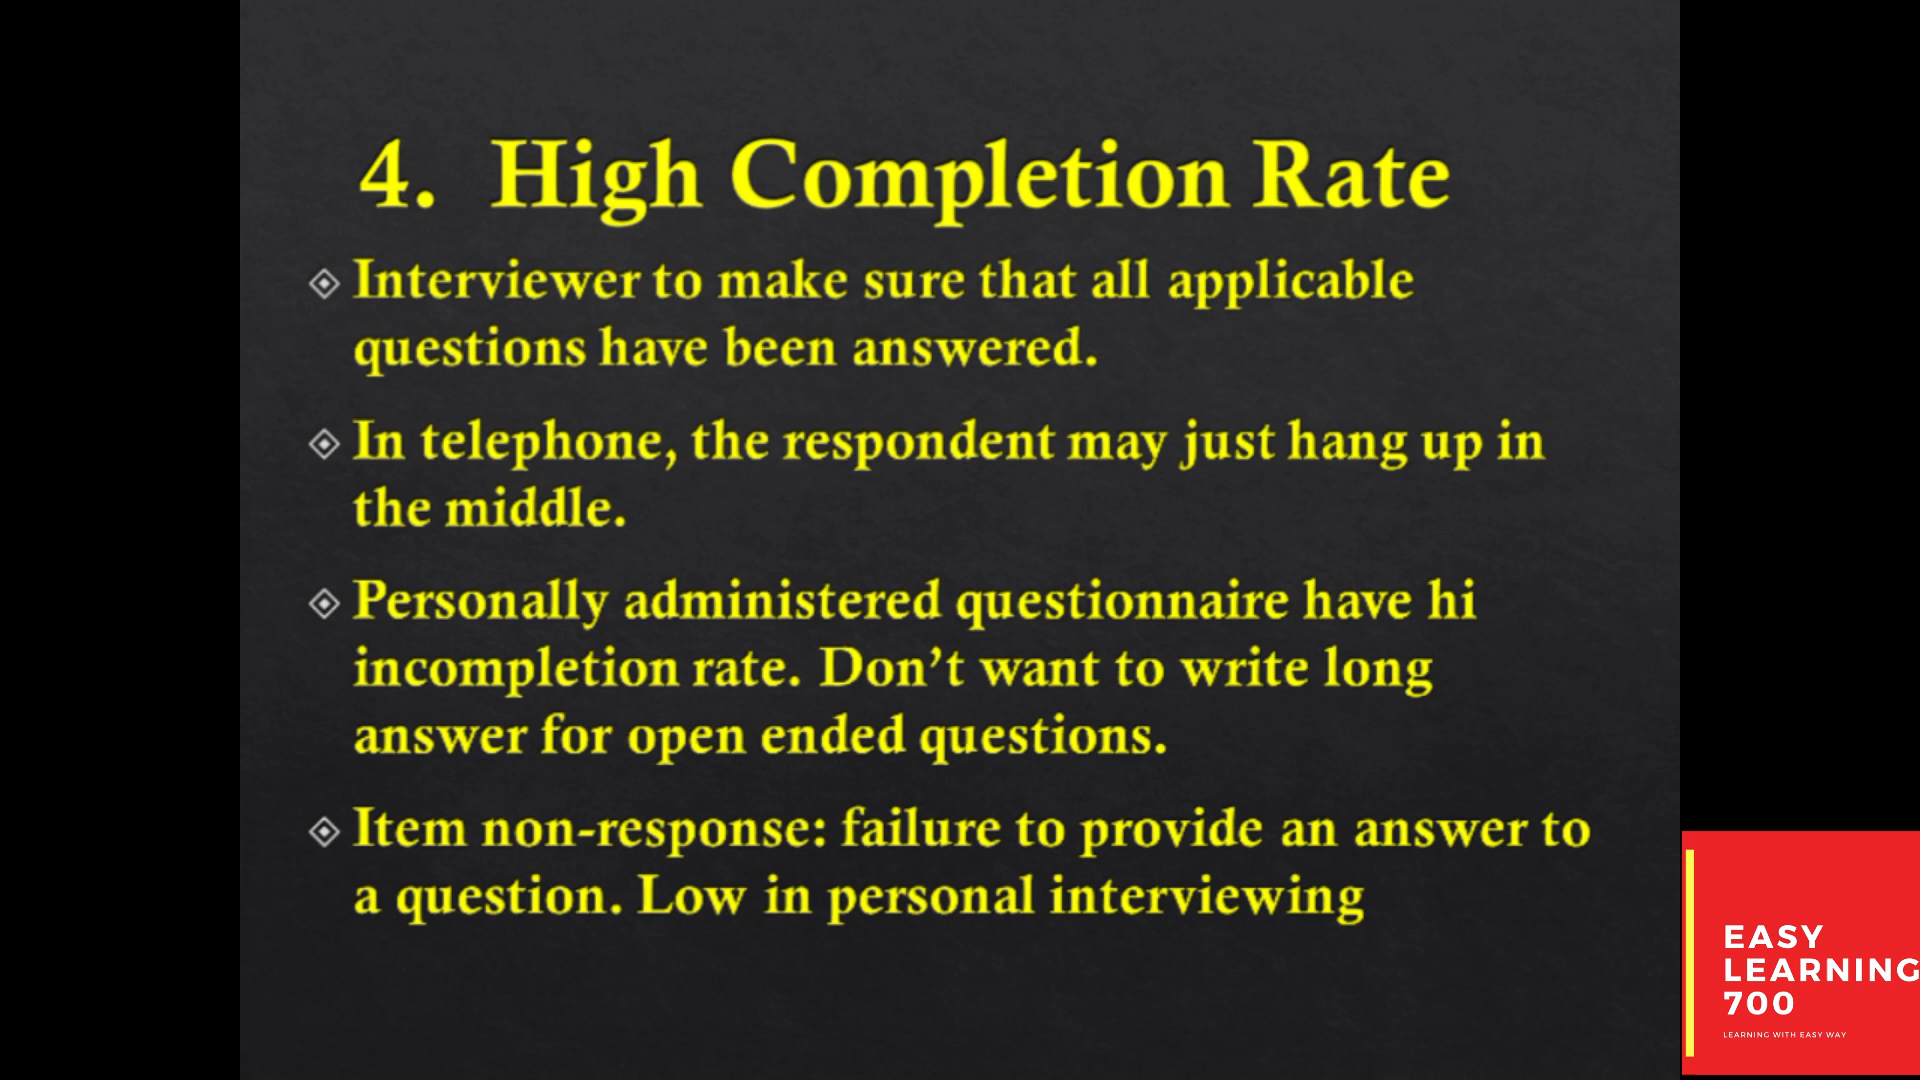 4. High Completion Rate
Interviewer to make sure that all applicable
questions have been answered.
In telephone, the respondent may just hang up in
the middle.
Personally administered questionnaire have hi
incompletion rate. Don’t want to write long
answer for open ended questions.
Item non-response: failure to provide an answer to
a question. Low in personal interviewing
EASY
LEARNING
700
LEARNING WITH EASY WAY